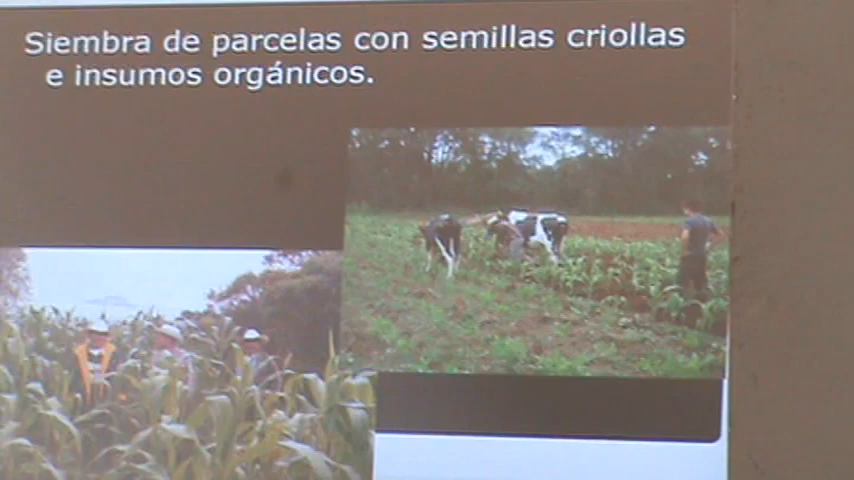 Siembra de parcelas con semillas criollas
e insumos orgánicos.